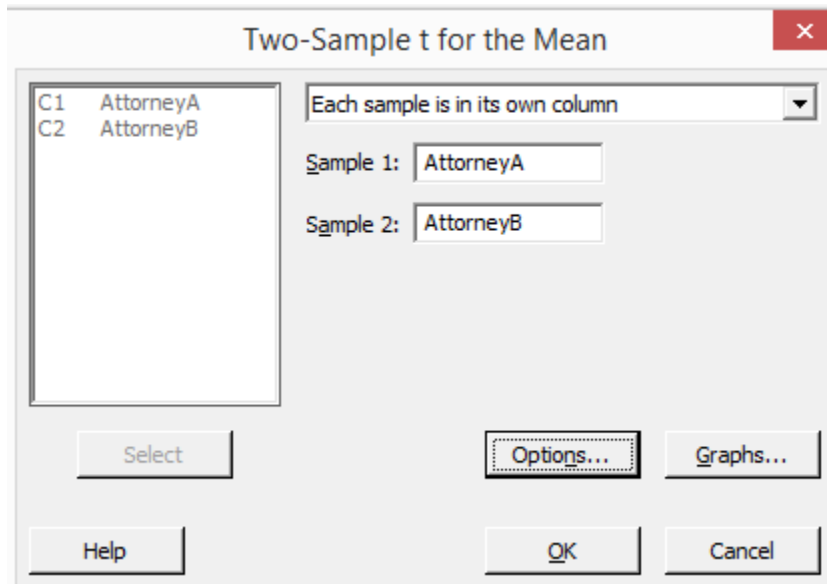 Two-Sample t for the Mean
C1 AttorneyA
C2 AttorneyB
Each sample is in its own column
Sample 1: AttorneyA
Sample 2: AttorneyB
Select
Options...
Graphs...
Help
OK
Cancel